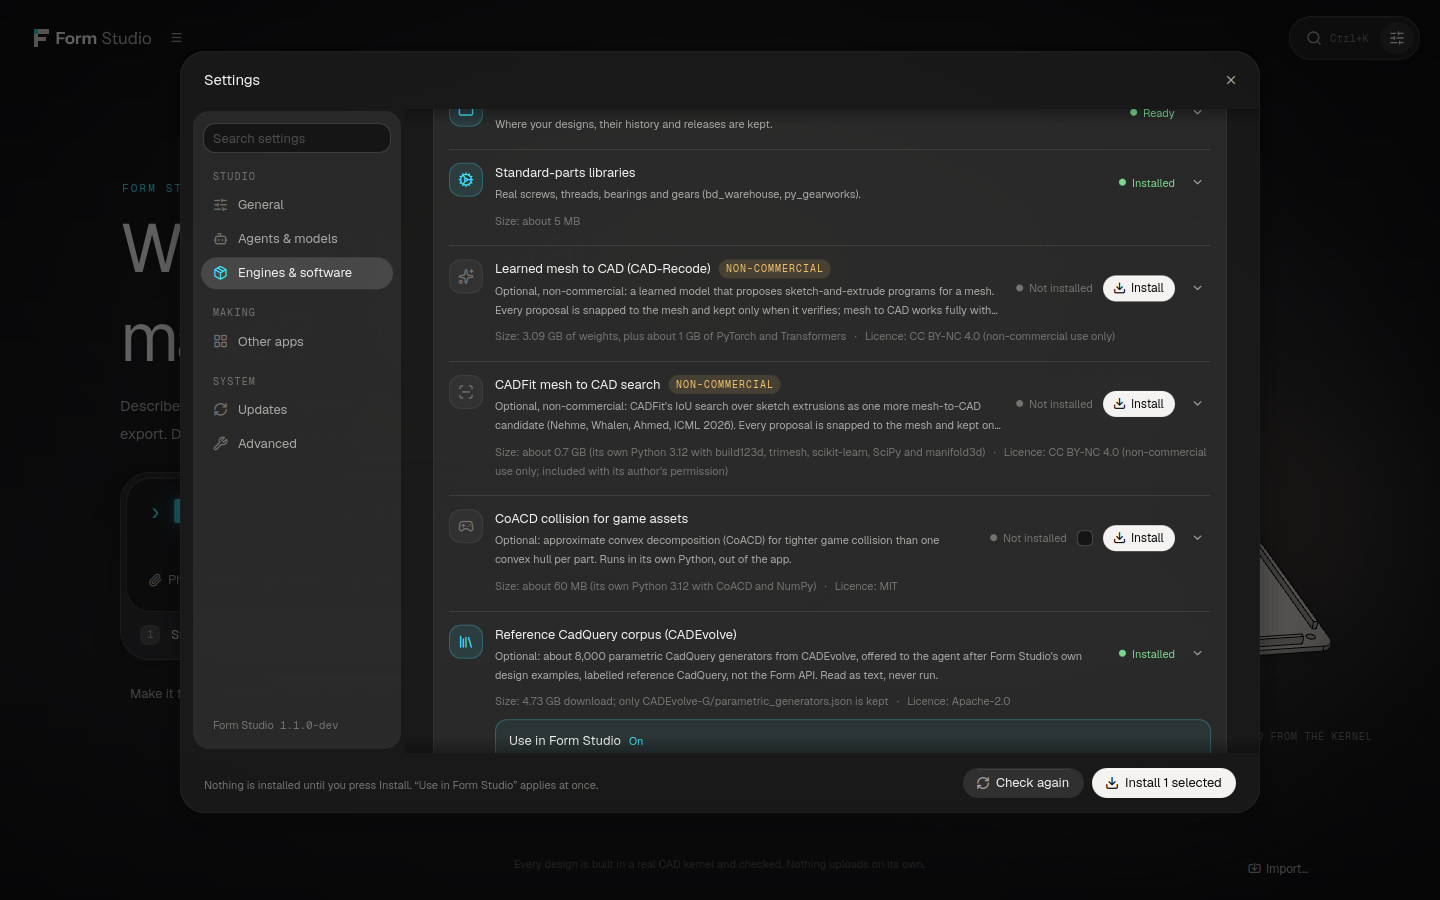 Form Studio
Ctrl+K
Settings
Search settings
STUDIO
General
Agents & models
Engines & software
MAKING
Other apps
SYSTEM
Updates
Advanced
Form Studio 1.1.0-dev
Where your designs, their history and releases are kept.
Ready
Standard-parts libraries
Real screws, threads, bearings and gears (bd_warehouse, py_gearworks).
Size: about 5 MB
Installed
Learned mesh to CAD (CAD-Recode) NON-COMMERCIAL
Optional, non-commercial: a learned model that proposes sketch-and-extrude programs for a mesh.
Every proposal is snapped to the mesh and kept only when it verifies; mesh to CAD works fully with…
Size: 3.09 GB of weights, plus about 1 GB of PyTorch and Transformers · Licence: CC BY-NC 4.0 (non-commercial use only)
Not installed
Install
CADFit mesh to CAD search NON-COMMERCIAL
Optional, non-commercial: CADFit's IoU search over sketch extrusions as one more mesh-to-CAD
candidate (Nehme, Whalen, Ahmed, ICML 2026). Every proposal is snapped to the mesh and kept on…
Size: about 0.7 GB (its own Python 3.12 with build123d, trimesh, scikit-learn, SciPy and manifold3d) · Licence: CC BY-NC 4.0 (non-commercial
use only; included with its author's permission)
Not installed
Install
CoACD collision for game assets
Optional: approximate convex decomposition (CoACD) for tighter game collision than one
convex hull per part. Runs in its own Python, out of the app.
Size: about 60 MB (its own Python 3.12 with CoACD and NumPy) · Licence: MIT
Not installed
Install
Reference CadQuery corpus (CADEvolve)
Optional: about 8,000 parametric CadQuery generators from CADEvolve, offered to the agent after Form Studio's own
design examples, labelled reference CadQuery, not the Form API. Read as text, never run.
Size: 4.73 GB download; only CADEvolve-G/parametric_generators.json is kept · Licence: Apache-2.0
Installed
Use in Form Studio On
Nothing is installed until you press Install. “Use in Form Studio” applies at once.
Check again
Install 1 selected
FORM ST
W
ma
Describe
export. D
Ph
1 S
Make it f
FROM THE KERNEL
Every design is built in a real CAD kernel and checked. Nothing uploads on its own.
Import…